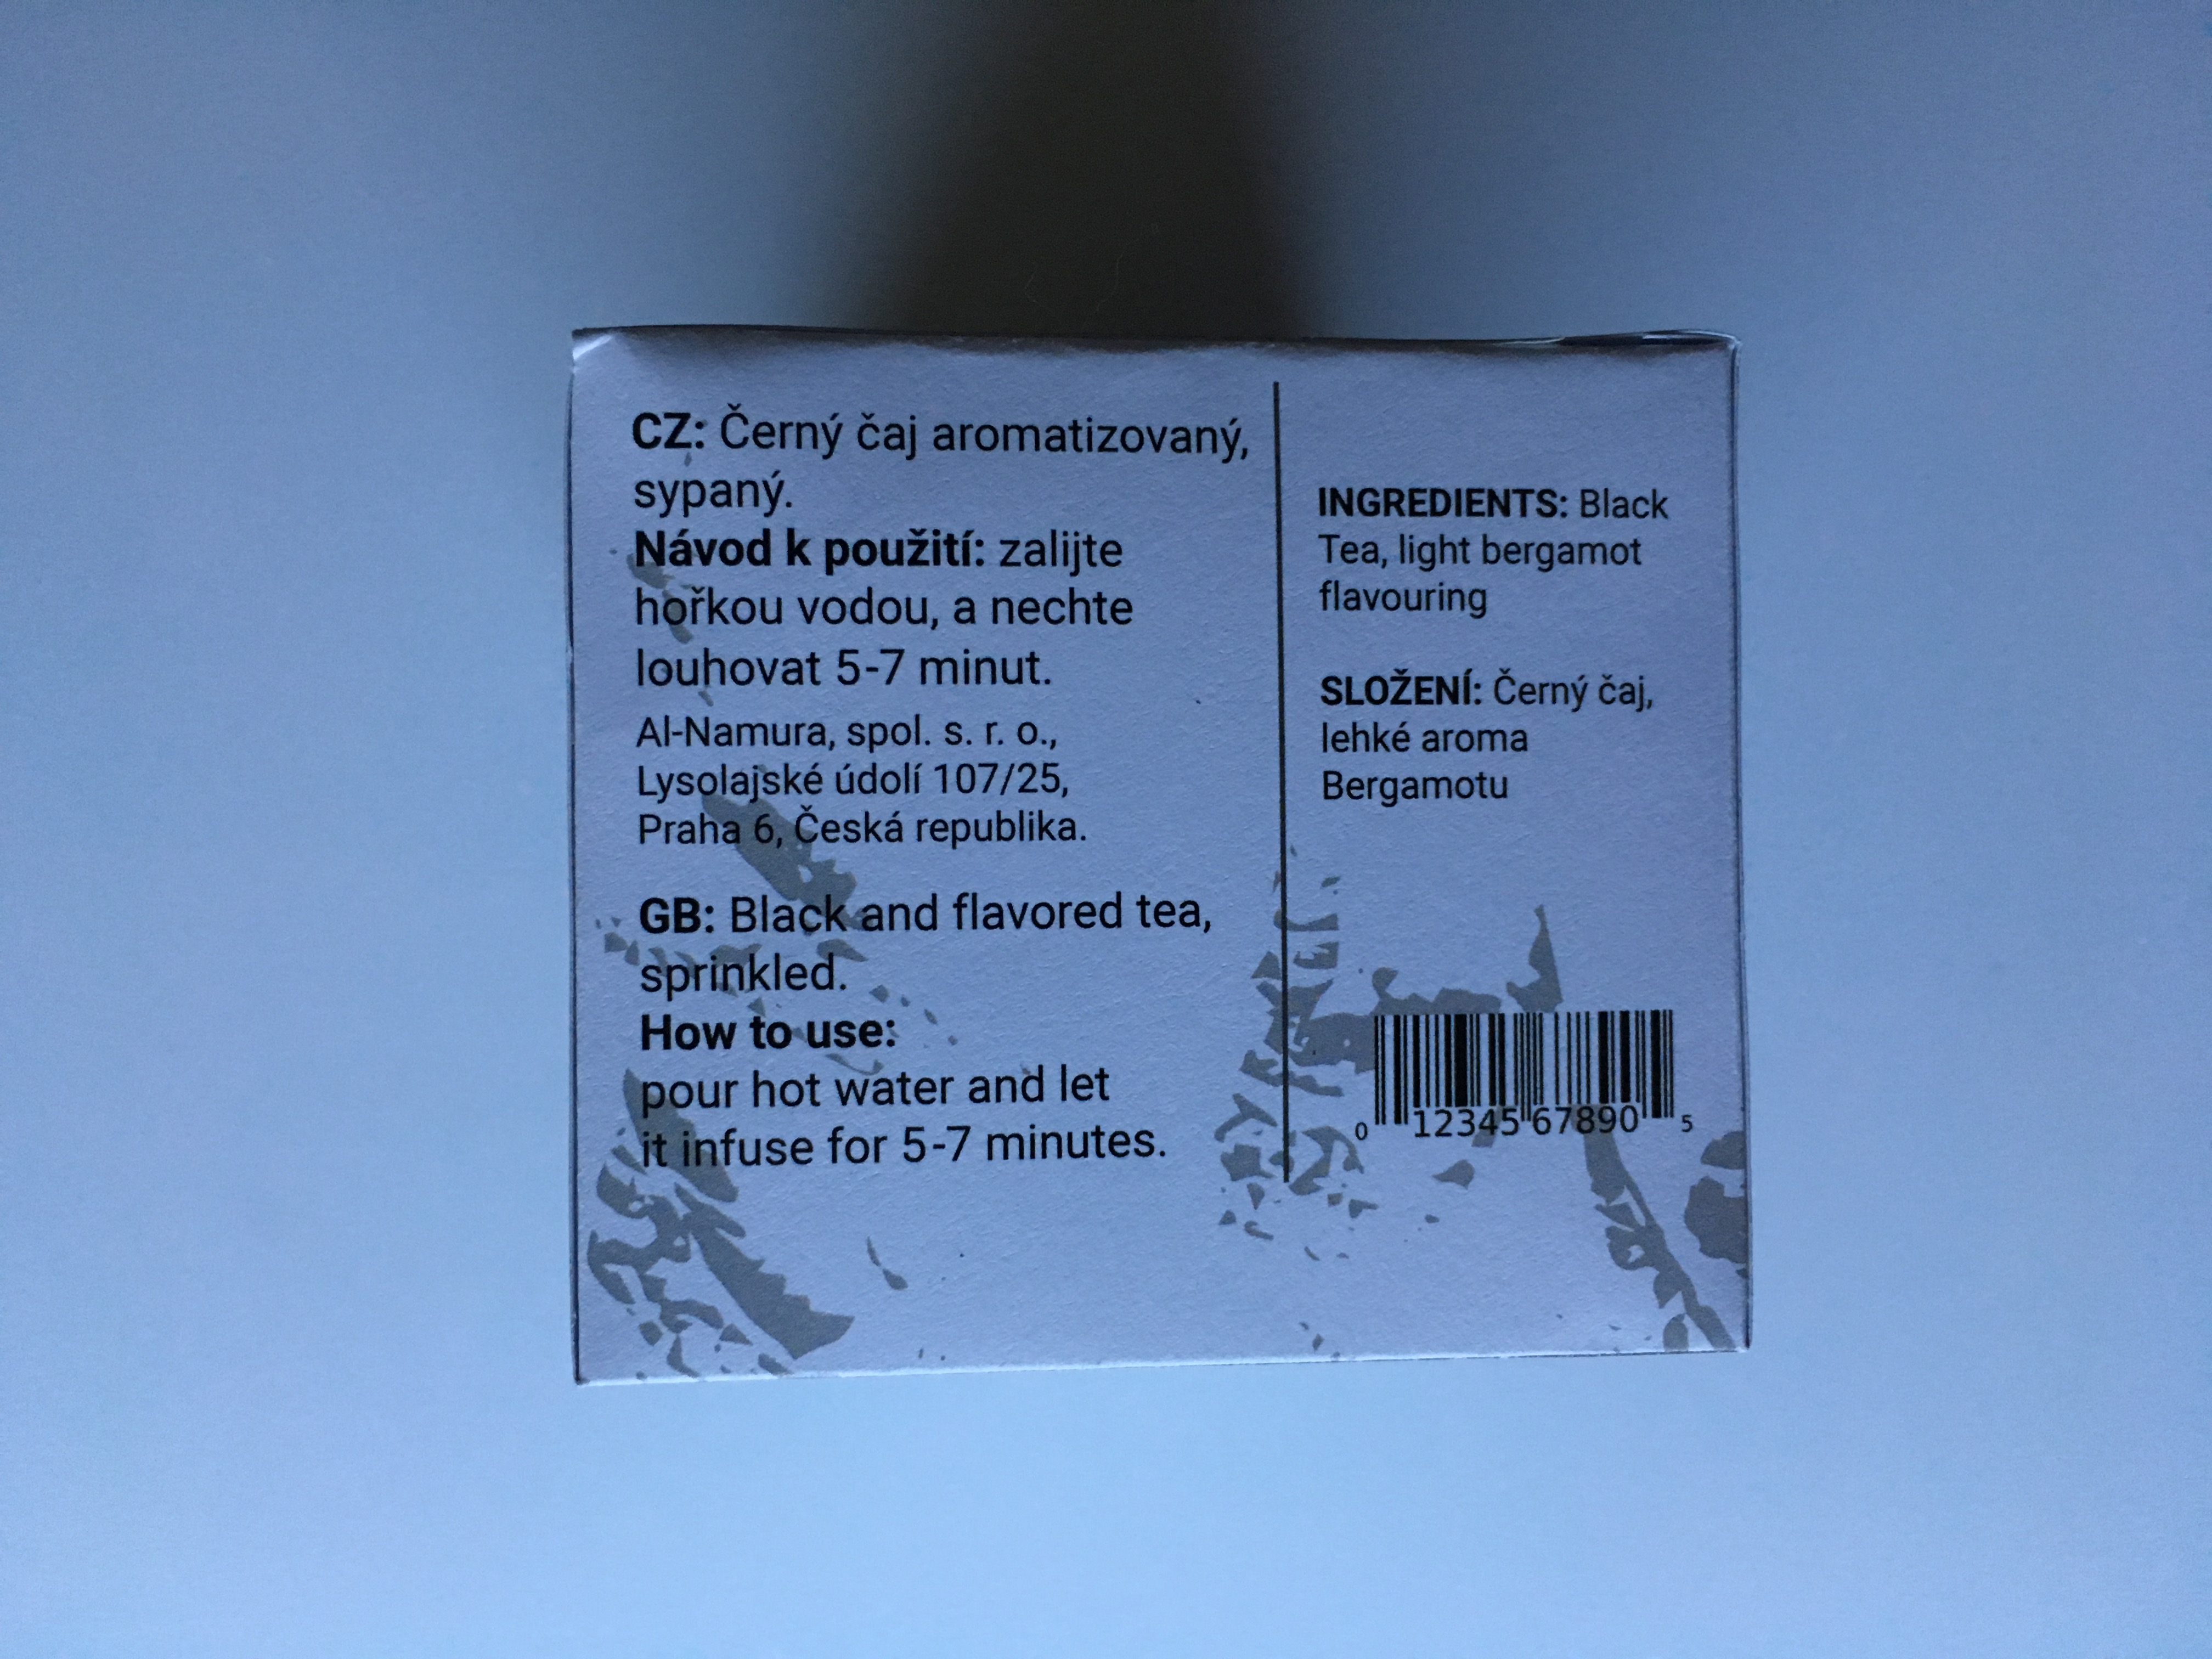 CZ: Černý čaj aromatizovaný,
sypaný.
Návod k použití: zalijte
hořkou vodou, a nechte
louhovat 5-7 minut.
Al-Namura, spol. s. r. o.,
Lysolajské údolí 107/25,
Praha 6, Česká republika.
GB: Black and flavored tea,
sprinkled.
How to use:
pour hot water and let
it infuse for 5-7 minutes.
INGREDIENTS: Black
Tea, light bergamot
flavouring
SLOŽENÍ: Černý čaj,
lehké aroma
Bergamotu
0 12345 67890 5